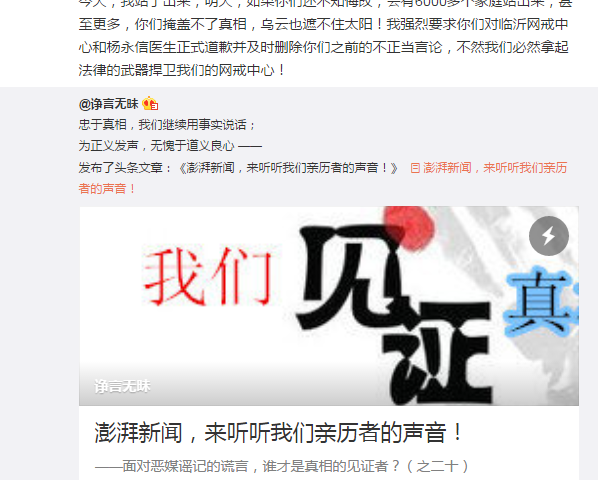 今天，我站了出来，明天，如果你们还不知悔改，会有6000多个家庭站出来，甚
至更多，你们掩盖不了真相，乌云也遮不住太阳！我强烈要求你们对临沂网戒中
心和杨永信医生正式道歉并及时删除你们之前的不正当言论，不然我们必然拿起
法律的武器捍卫我们的网戒中心！
@诤言无昧
忠于真相，我们继续用事实说话；
为正义发声，无愧于道义良心 ——
发布了头条文章：《澎湃新闻，来听听我们亲历者的声音！》 澎湃新闻，来听听我们亲历
者的声音！
我们 见证 真
诤言无昧
澎湃新闻，来听听我们亲历者的声音！
——面对恶媒谣记的谎言，谁才是真相的见证者？（之二十）